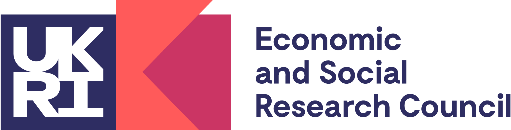 UK
RI
Economic
and Social
Research Council